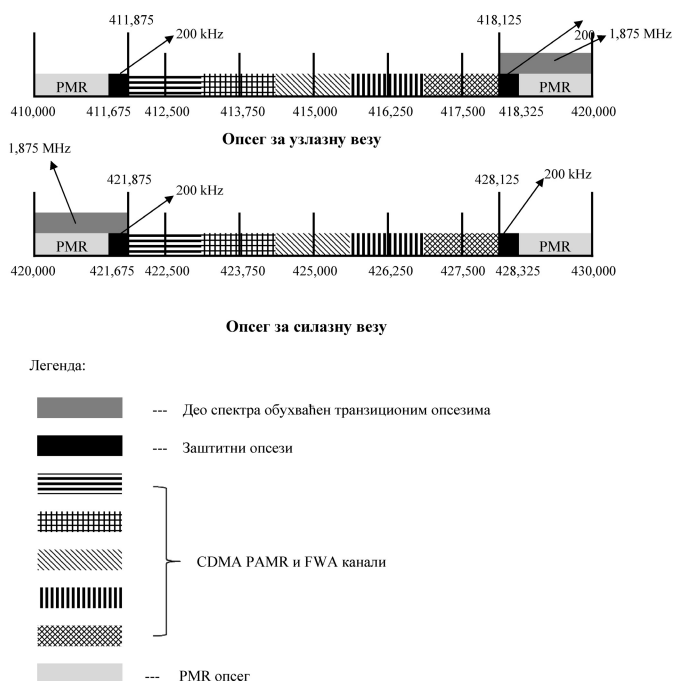 411,875
418,125
200 kHz
200
1,875 MHz
PMR
PMR
410,000 411,675 412,500 413,750 415,000 416,250 417,500 418,325 420,000
Опсег за узлазну везу
1,875 MHz
421,875
428,125
200 kHz
200 kHz
PMR
PMR
420,000 421,675 422,500 423,750 425,000 426,250 427,500 428,325 430,000
Опсег за силазну везу
Легенда:
--- Део спектра обухваћен транзиционим опсезима
--- Заштитни опсези
CDMA PAMR и FWA канали
--- PMR опсег